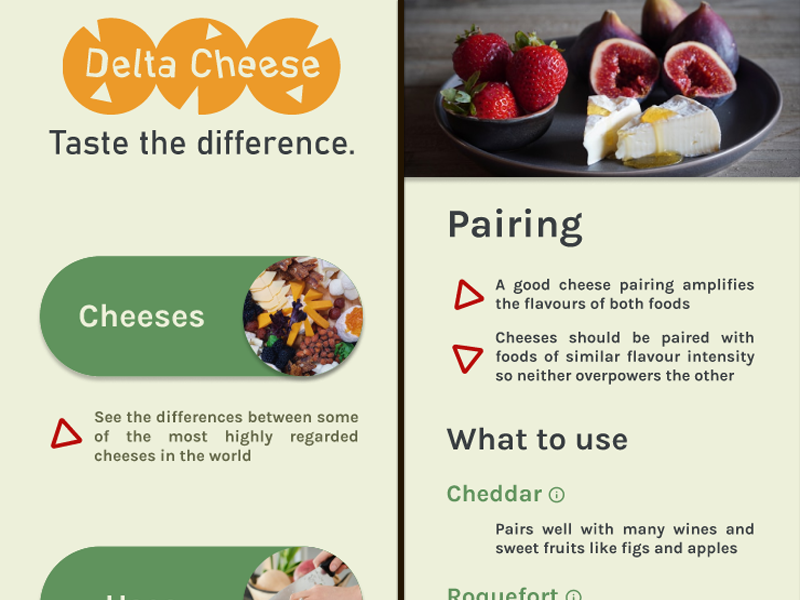 Delta Cheese
Taste the difference.
Cheeses
See the differences between some
of the most highly regarded
cheeses in the world
Pairing
A good cheese pairing amplifies
the flavours of both foods
Cheeses should be paired with
foods of similar flavour intensity
so neither overpowers the other
What to use
Cheddar
Pairs well with many wines and
sweet fruits like figs and apples
Roquefort